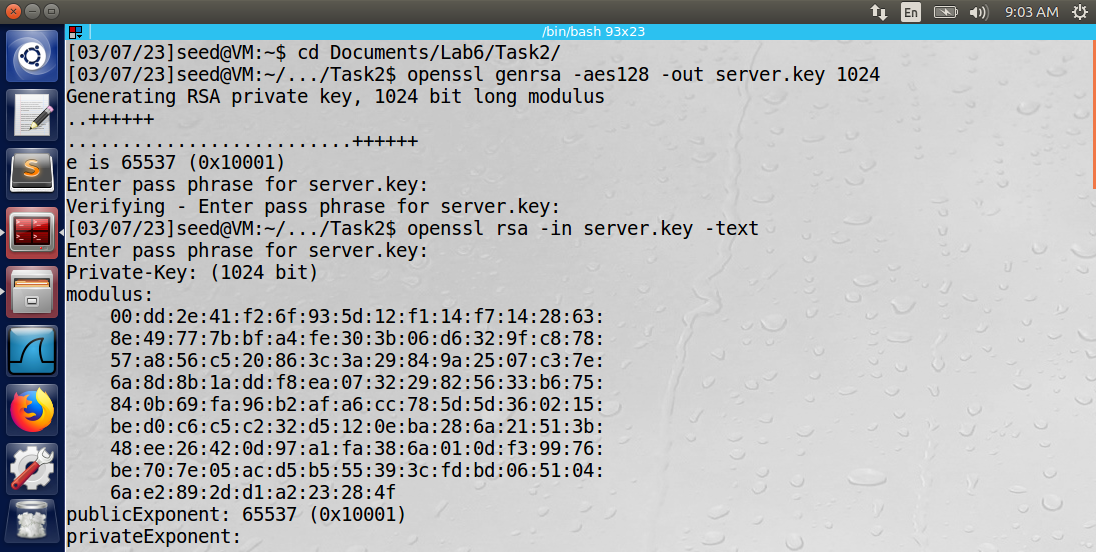 En
9:03 AM
/bin/bash 93x23
[03/07/23]seed@VM:~$ cd Documents/Lab6/Task2/
[03/07/23]seed@VM:~/.../Task2$ openssl genrsa -aes128 -out server.key 1024
Generating RSA private key, 1024 bit long modulus
..++++++
..........................++++++
e is 65537 (0x10001)
Enter pass phrase for server.key:
Verifying - Enter pass phrase for server.key:
[03/07/23]seed@VM:~/.../Task2$ openssl rsa -in server.key -text
Enter pass phrase for server.key:
Private-Key: (1024 bit)
modulus:
00:dd:2e:41:f2:6f:93:5d:12:f1:14:f7:14:28:63:
8e:49:77:7b:bf:a4:fe:30:3b:06:d6:32:9f:c8:78:
57:a8:56:c5:20:86:3c:3a:29:84:9a:25:07:c3:7e:
6a:8d:8b:1a:dd:f8:ea:07:32:29:82:56:33:b6:75:
84:0b:69:fa:96:b2:af:a6:cc:78:5d:5d:36:02:15:
be:d0:c6:c5:c2:32:d5:12:0e:ba:28:6a:21:51:3b:
48:ee:26:42:0d:97:a1:fa:38:6a:01:0d:f3:99:76:
be:70:7e:05:ac:d5:b5:55:39:3c:fd:bd:06:51:04:
6a:e2:89:2d:d1:a2:23:28:4f
publicExponent: 65537 (0x10001)
privateExponent: